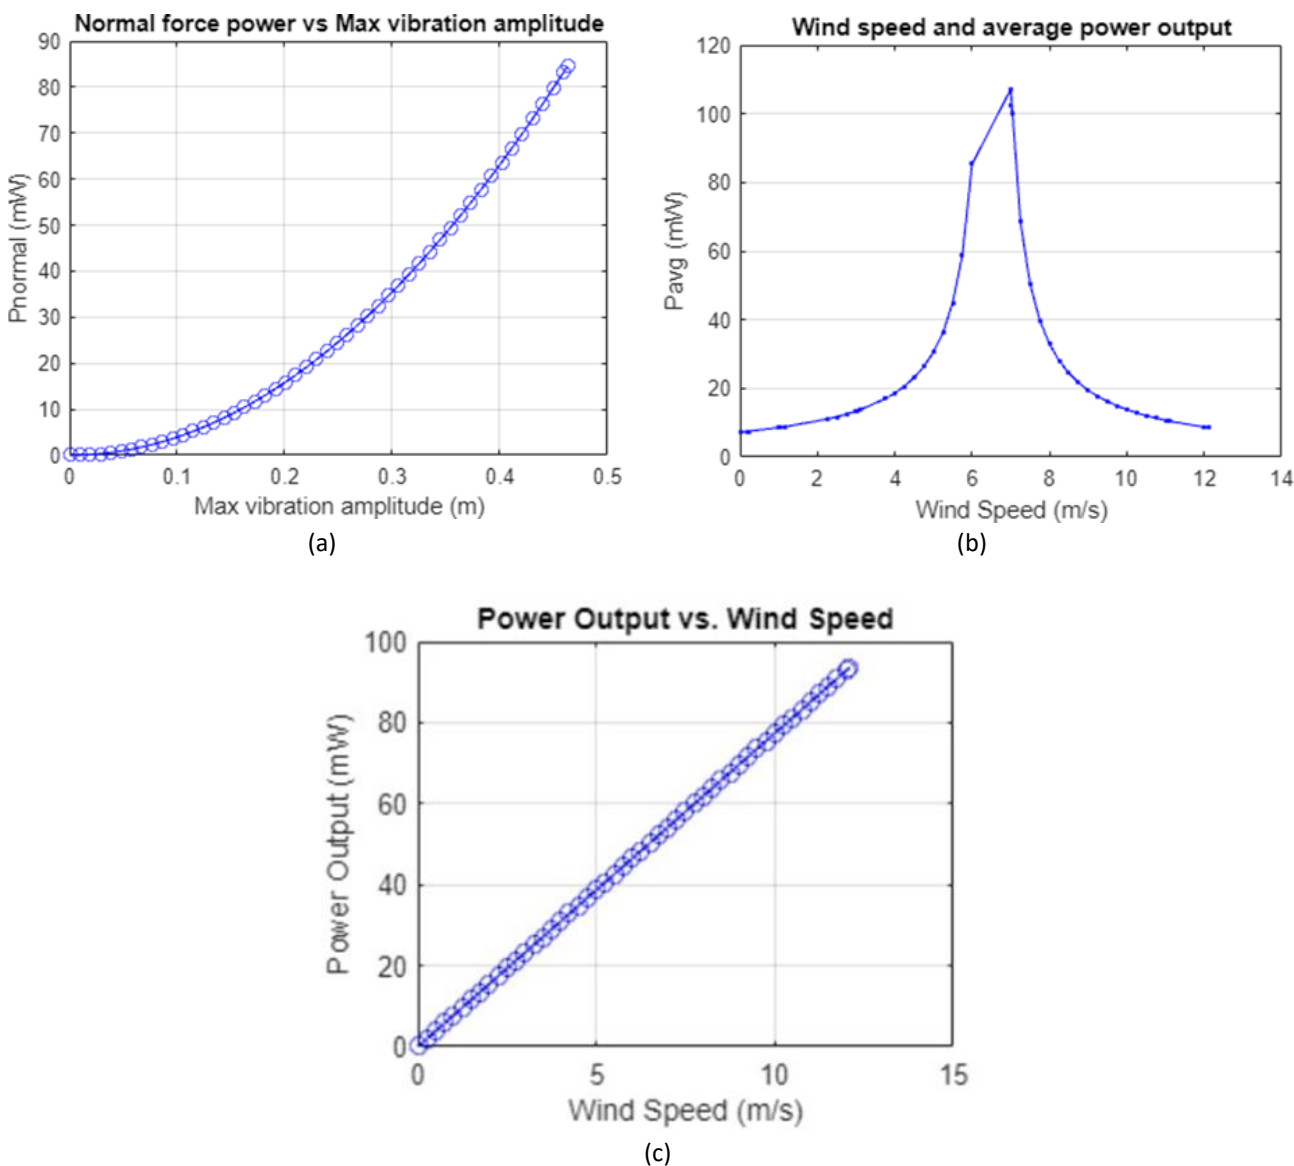 Normal force power vs Max vibration amplitude
90
80
70
60
50
40
30
20
10
0
Pnormal (mW)
0 0.1 0.2 0.3 0.4 0.5
Max vibration amplitude (m)
(a)
Wind speed and average power output
120
100
80
60
40
20
0
Pavg (mW)
0 2 4 6 8 10 12 14
Wind Speed (m/s)
(b)
Power Output vs. Wind Speed
100
80
60
40
20
0
Power Output (mW)
0 5 10 15
Wind Speed (m/s)
(c)